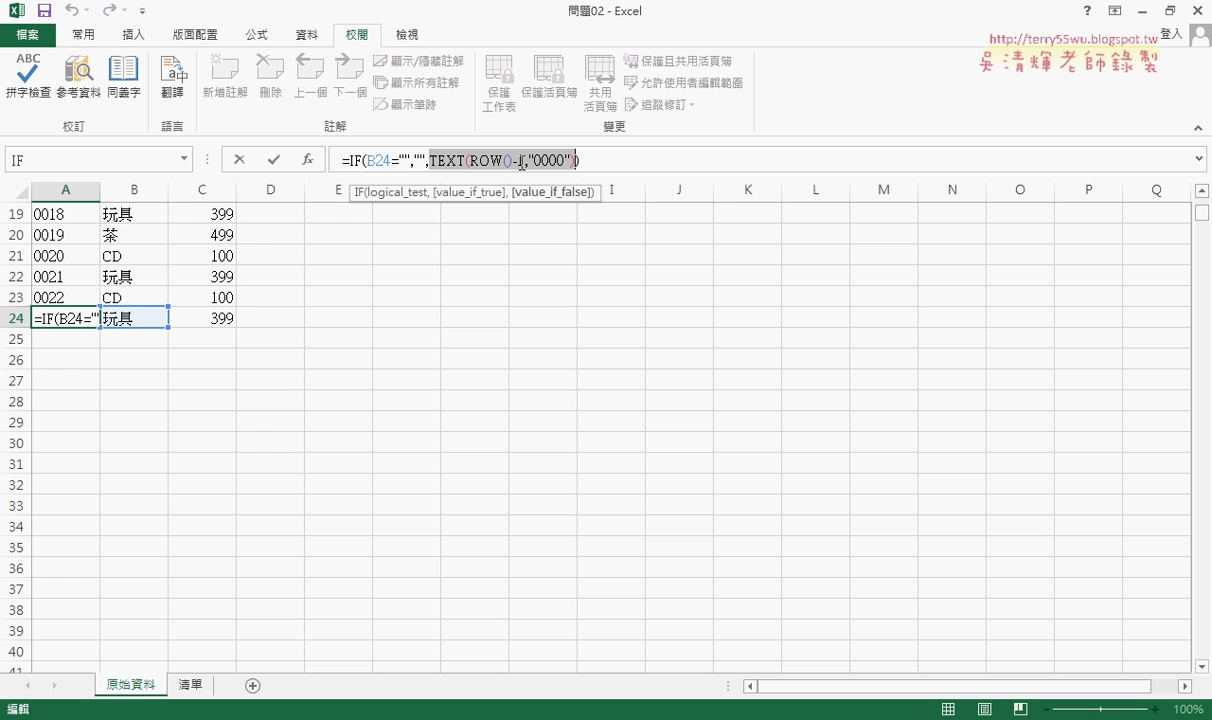 問題02 - Excel
登入
http://terry55wu.blogspot.tw
吳清輝老師錄製
檔案 常用 插入 版面配置 公式 資料 校閱 檢視
ABC
拼字檢查 參考資料 同義字
校訂
翻譯
語言
新增註解 刪除 上一個 下一個
顯示/隱藏註解
顯示所有註解
顯示筆跡
註解
保護工作表 保護活頁簿 共用活頁簿
保護且共用活頁簿
允許使用者編輯範圍
追蹤修訂
變更
IF
=IF(B24="","",TEXT(ROW()-1,"0000"))
IF(logical_test, [value_if_true], [value_if_false])
A B C D E I J K L M N O P Q
19 0018 玩具 399
20 0019 茶 499
21 0020 CD 100
22 0021 玩具 399
23 0022 CD 100
24 =IF(B24="" 玩具 399
25
26
27
28
29
30
31
32
33
34
35
36
37
38
39
40
41
原始資料 清單
編輯
100%